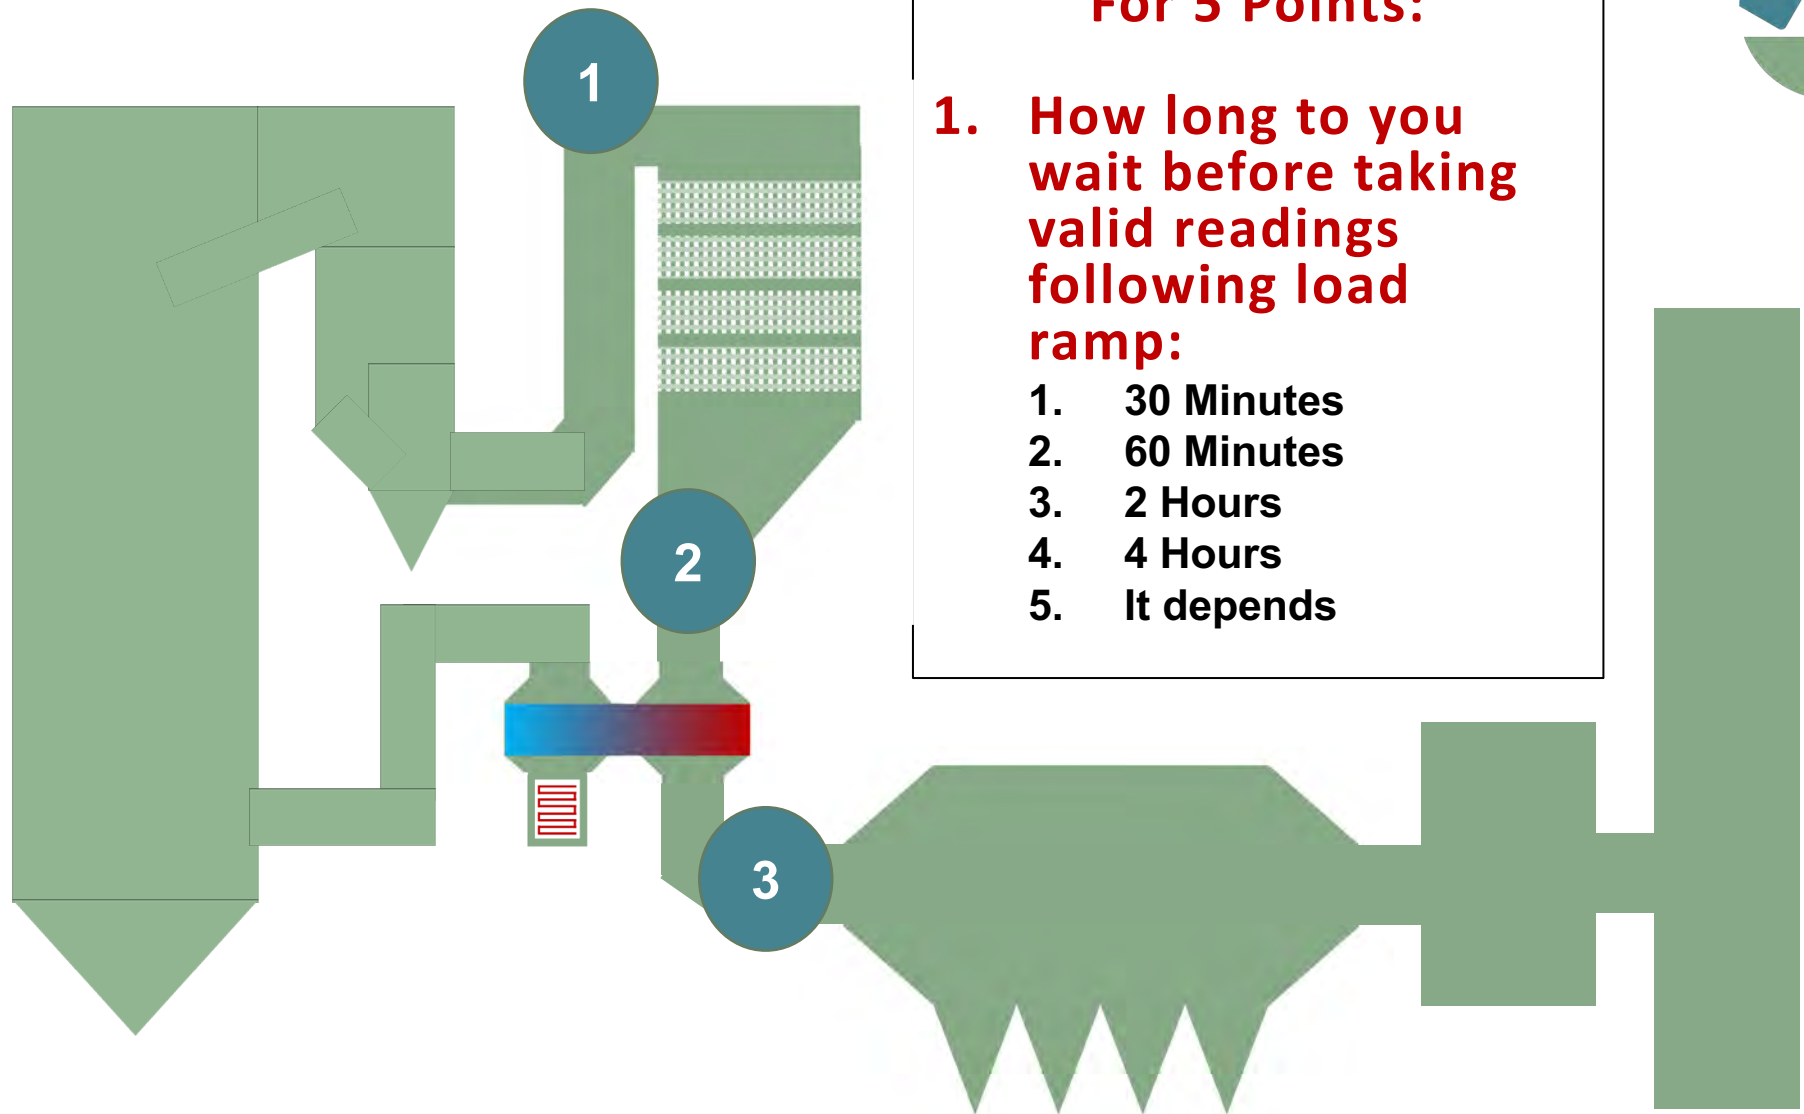 For 5 Points:
1. How long to you
wait before taking
valid readings
following load
ramp:
1. 30 Minutes
2. 60 Minutes
3. 2 Hours
4. 4 Hours
5. It depends
1
2
3